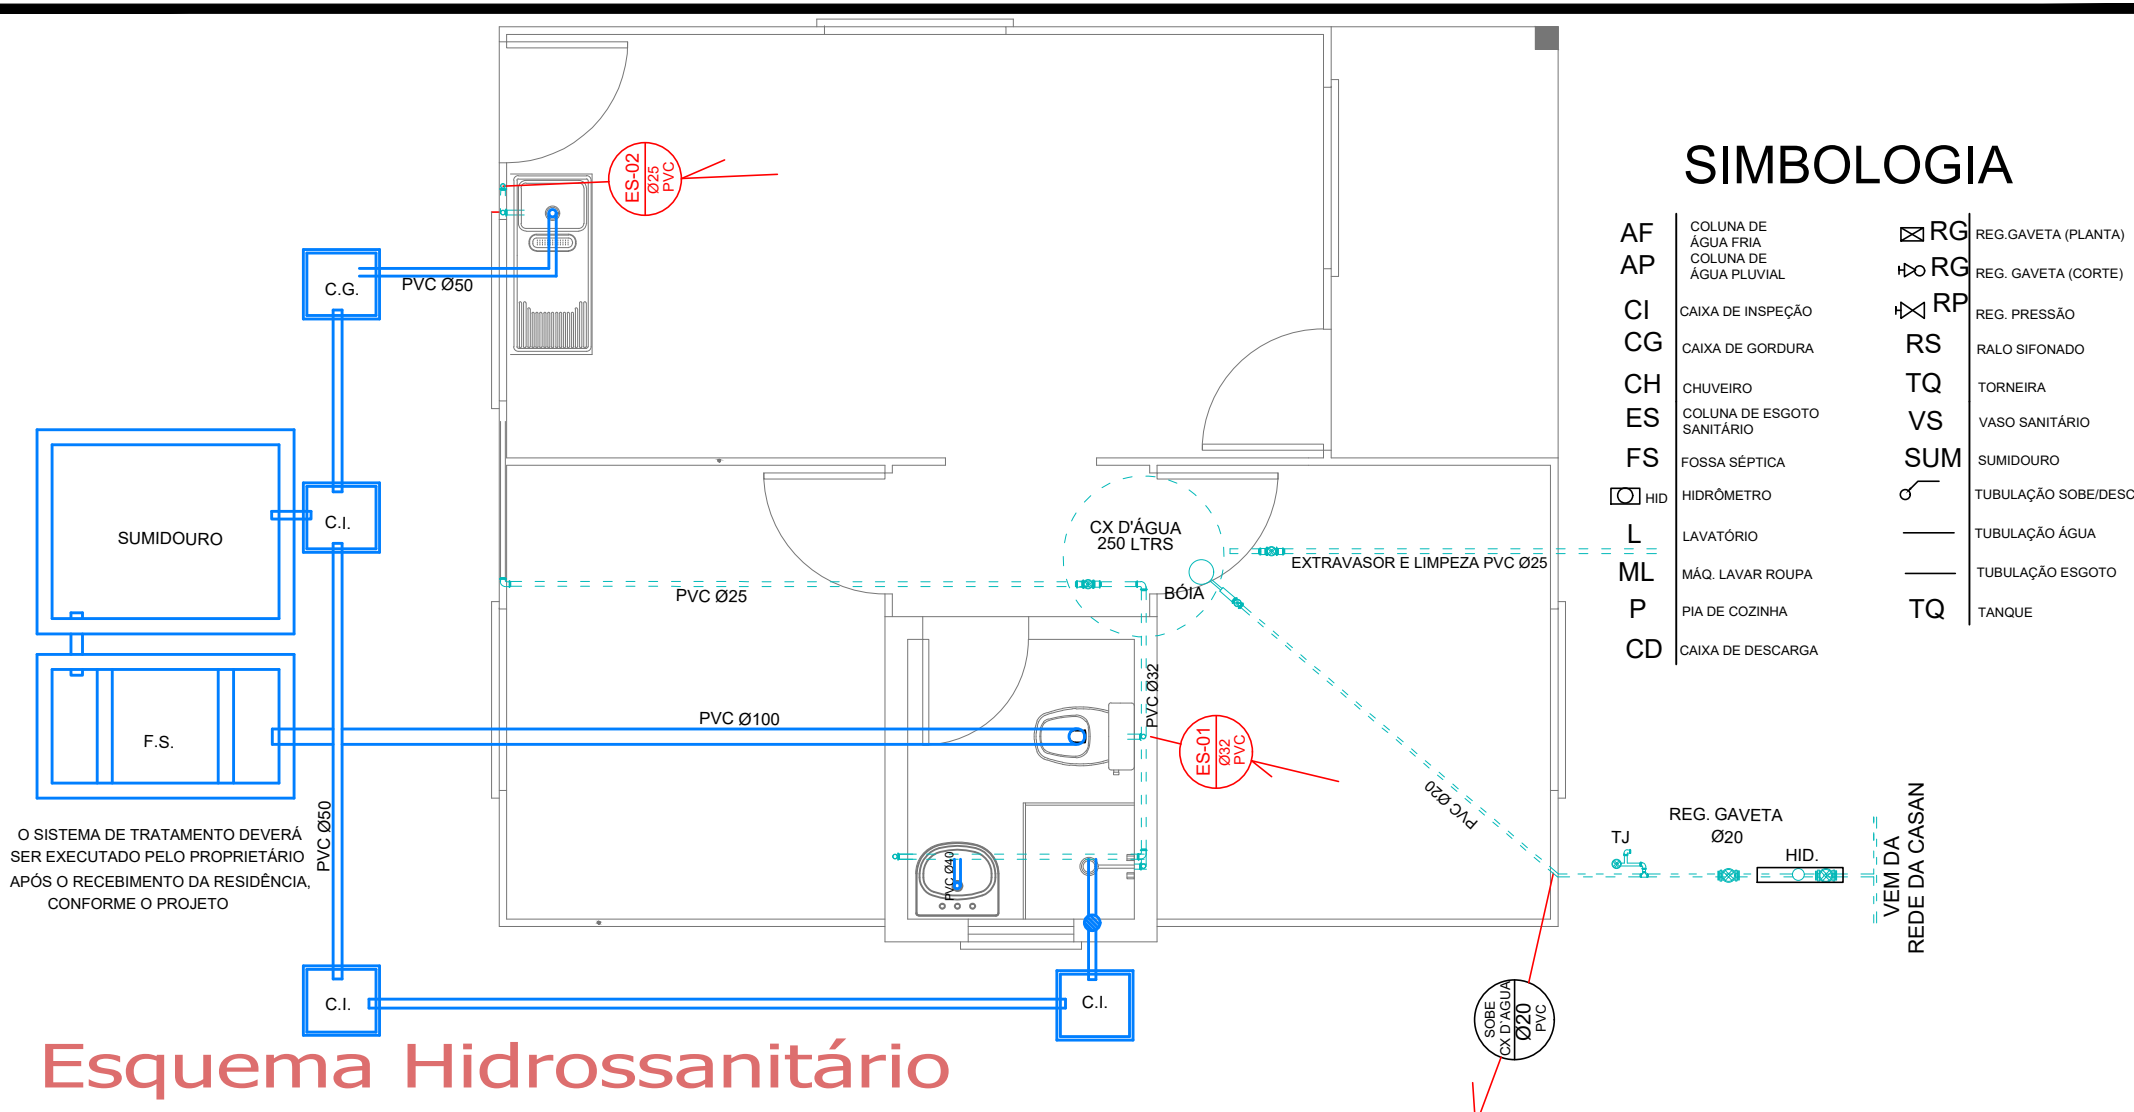 ES-02
Ø25
PVC
C.G.
PVC Ø50
SUMIDOURO
C.I.
CX D'ÁGUA
250 LTRS
EXTRAVASOR E LIMPEZA PVC Ø25
BÓIA
PVC Ø25
PVC Ø32
PVC Ø100
F.S.
ES-01
Ø32
PVC
PVC Ø20
O SISTEMA DE TRATAMENTO DEVERÁ
SER EXECUTADO PELO PROPRIETÁRIO
APÓS O RECEBIMENTO DA RESIDÊNCIA,
CONFORME O PROJETO
PVC Ø50
PVC Ø40
C.I.
C.I.
TJ
REG. GAVETA
Ø20
HID.
VEM DA
REDE DA CASAN
SOBE
CX D'AGUA
Ø20
PVC
SIMBOLOGIA
AF COLUNA DE
ÁGUA FRIA
AP COLUNA DE
ÁGUA PLUVIAL
CI CAIXA DE INSPEÇÃO
CG CAIXA DE GORDURA
CH CHUVEIRO
ES COLUNA DE ESGOTO
SANITÁRIO
FS FOSSA SÉPTICA
HID HIDRÔMETRO
L LAVATÓRIO
ML MÁQ. LAVAR ROUPA
P PIA DE COZINHA
CD CAIXA DE DESCARGA
RG REG.GAVETA (PLANTA)
RG REG. GAVETA (CORTE)
RP REG. PRESSÃO
RS RALO SIFONADO
TQ TORNEIRA
VS VASO SANITÁRIO
SUM SUMIDOURO
TUBULAÇÃO SOBE/DESC
TUBULAÇÃO ÁGUA
TUBULAÇÃO ESGOTO
TQ TANQUE
Esquema Hidrossanitário